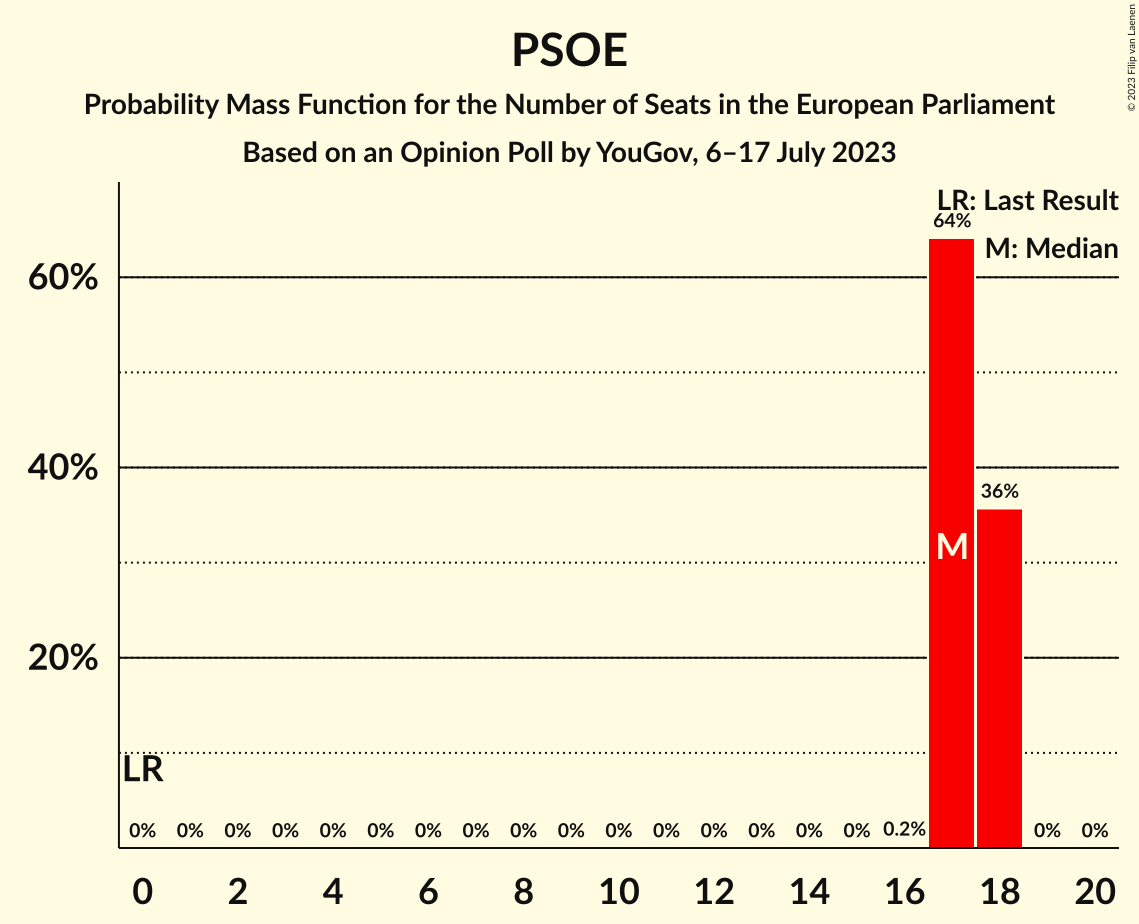 PSOE
Probability Mass Function for the Number of Seats in the European Parliament
Based on an Opinion Poll by YouGov, 6–17 July 2023
© 2023 Filip van Laenen
LR: Last Result
M: Median
64%
60%
40%
36%
M
20%
LR
0% 0% 0% 0% 0% 0% 0% 0% 0% 0% 0% 0% 0% 0% 0% 0% 0.2% 0% 0%
0 2 4 6 8 10 12 14 16 18 20